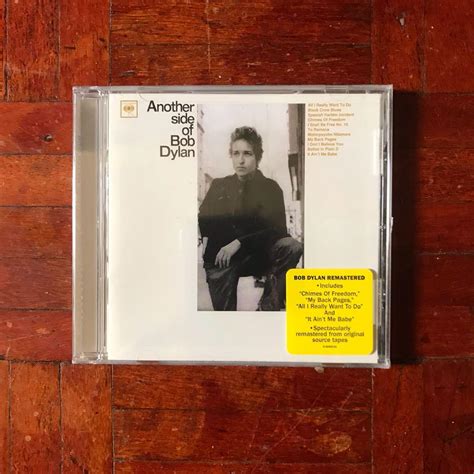 Another
side of
Bob
Dylan
All I Really Want To Do
Black Crow Blues
Spanish Harlem Incident
Chimes Of Freedom
I Shall Be Free No. 10
To Ramona
Motorpsycho Nitemare
My Back Pages
I Don't Believe You
Ballad In Plain D
It Ain't Me Babe
BOB DYLAN REMASTERED
•Includes
"Chimes Of Freedom,"
"My Back Pages,"
"All I Really Want To Do"
And
"It Ain't Me Babe"
•Spectacularly
remastered from original
source tapes